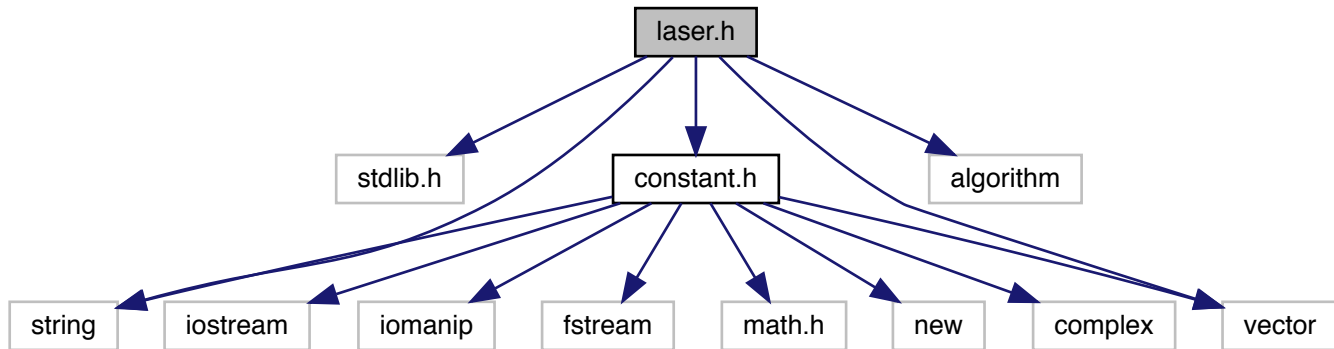 laser.h
stdlib.h
constant.h
algorithm
string
iostream
iomanip
fstream
math.h
new
complex
vector